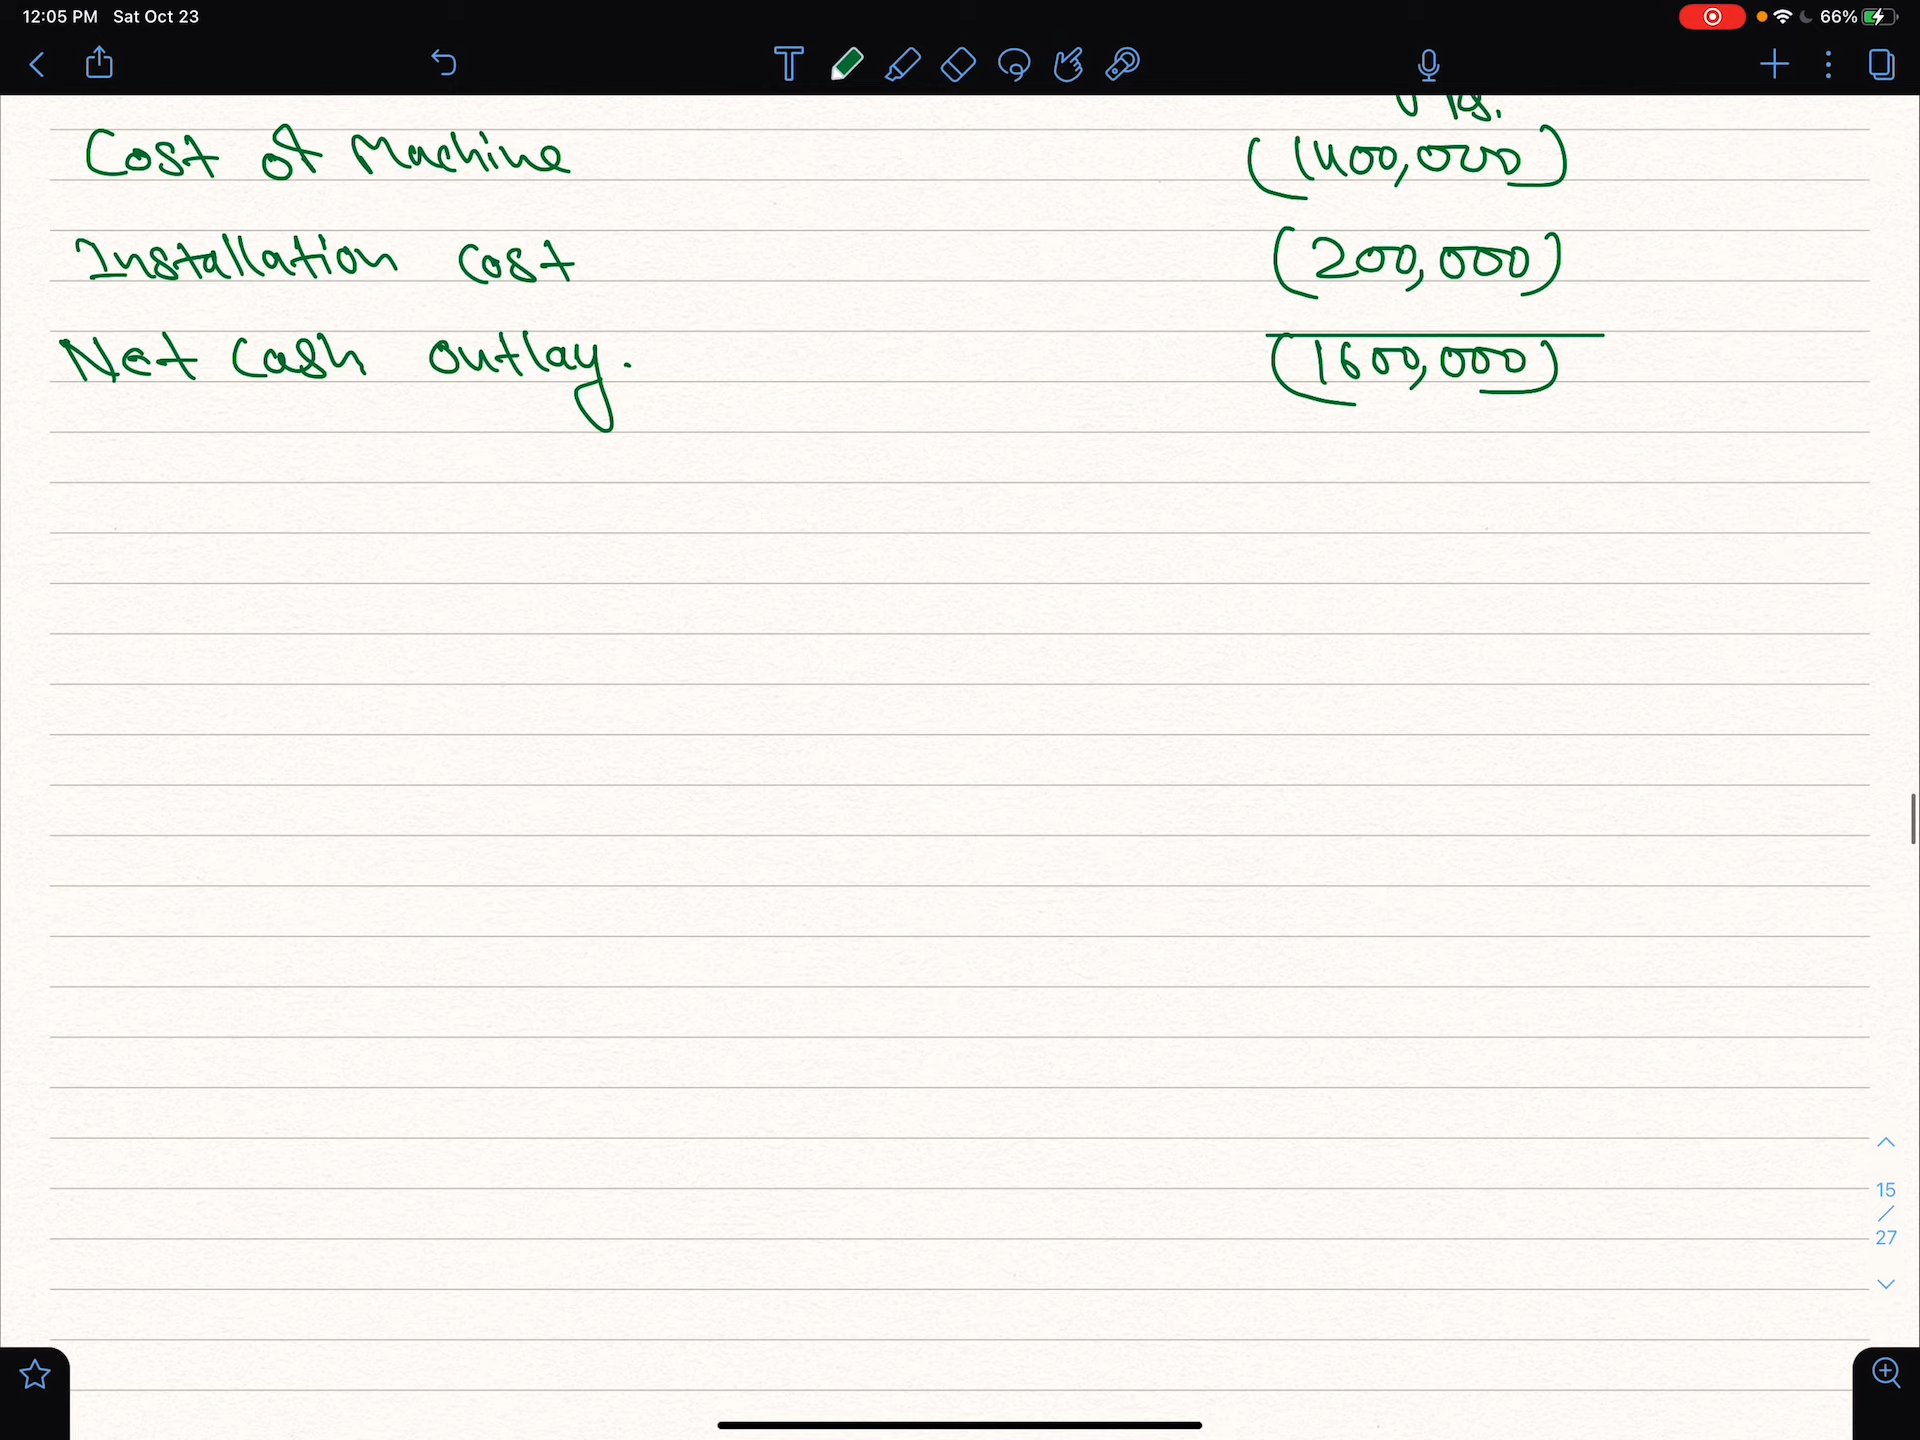 12:05 PM Sat Oct 23 66%
Cost of Machine (1400,000)
Installation cost (200,000)
Net Cash outlay. (1600,000)
15
/
27